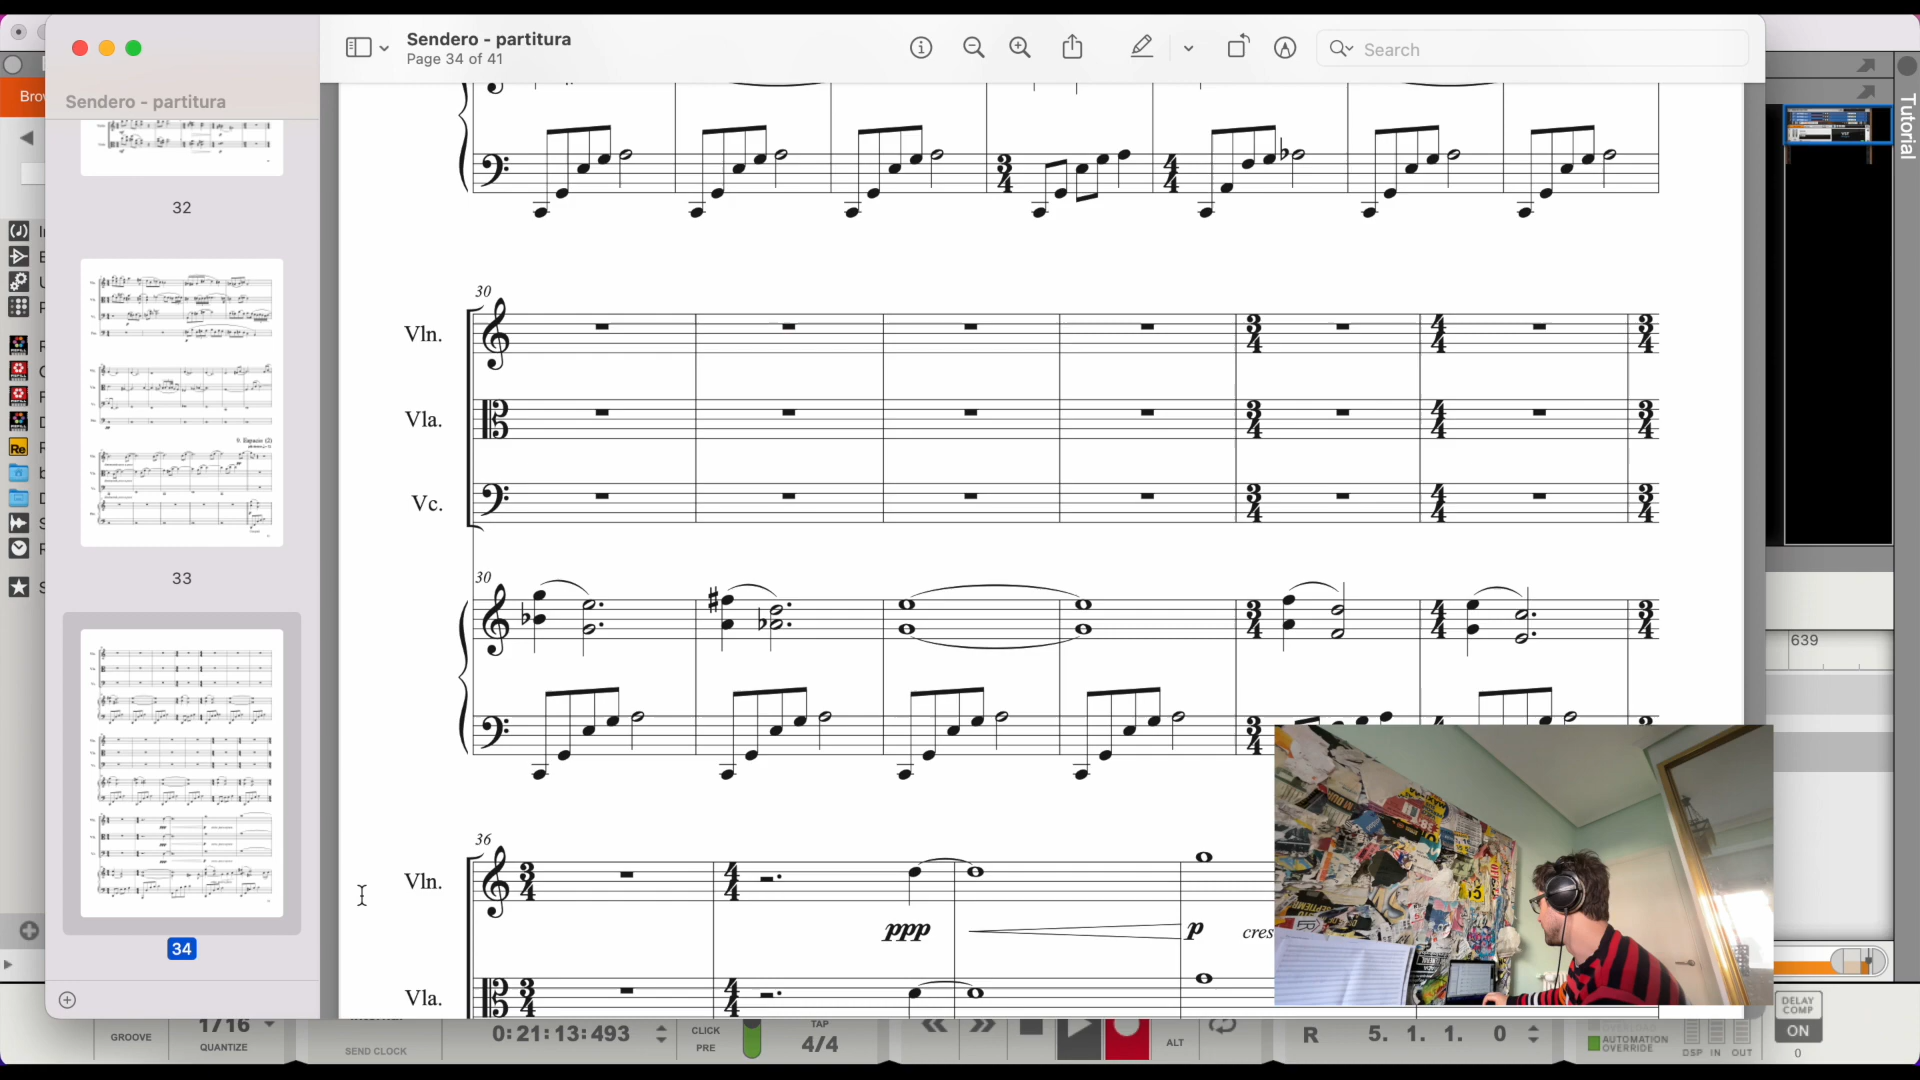 Sendero - partitura
Page 34 of 41
Search
Sendero - partitura
Brow
Tutorial
32
33
34
30
Vln.
Vla.
Vc.
30
36
Vln.
ppp
p
cres
Vla.
Re
639
GROOVE
1/16
QUANTIZE
SEND CLOCK
0:21:13:493
CLICK
PRE
TAP
4/4
ALT
R
5. 1. 1. 0
AUTOMATION
OVERRIDE
DSP IN OUT
DELAY
COMP
ON
0